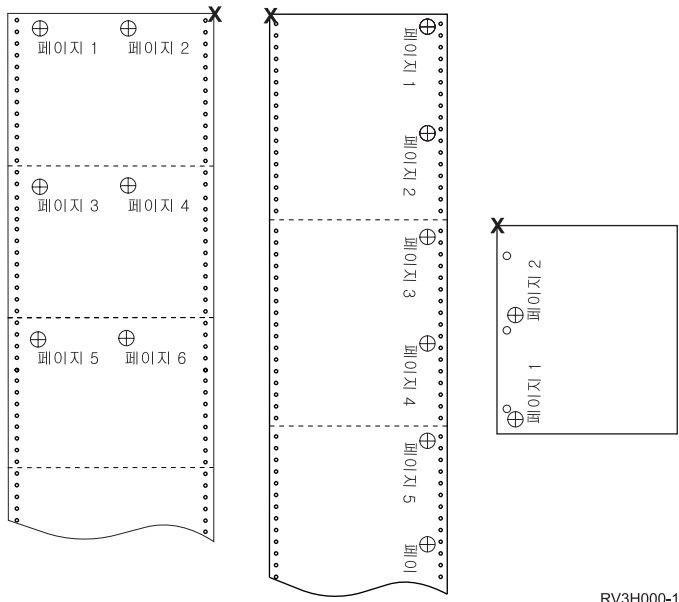 X
페이지 1 페이지 2
페이지 3 페이지 4
페이지 5 페이지 6
X
페이지 1
페이지 2
페이지 3
페이지 4
페이지 5
페이
X
페이지 2
페이지 1
RV3H000-1